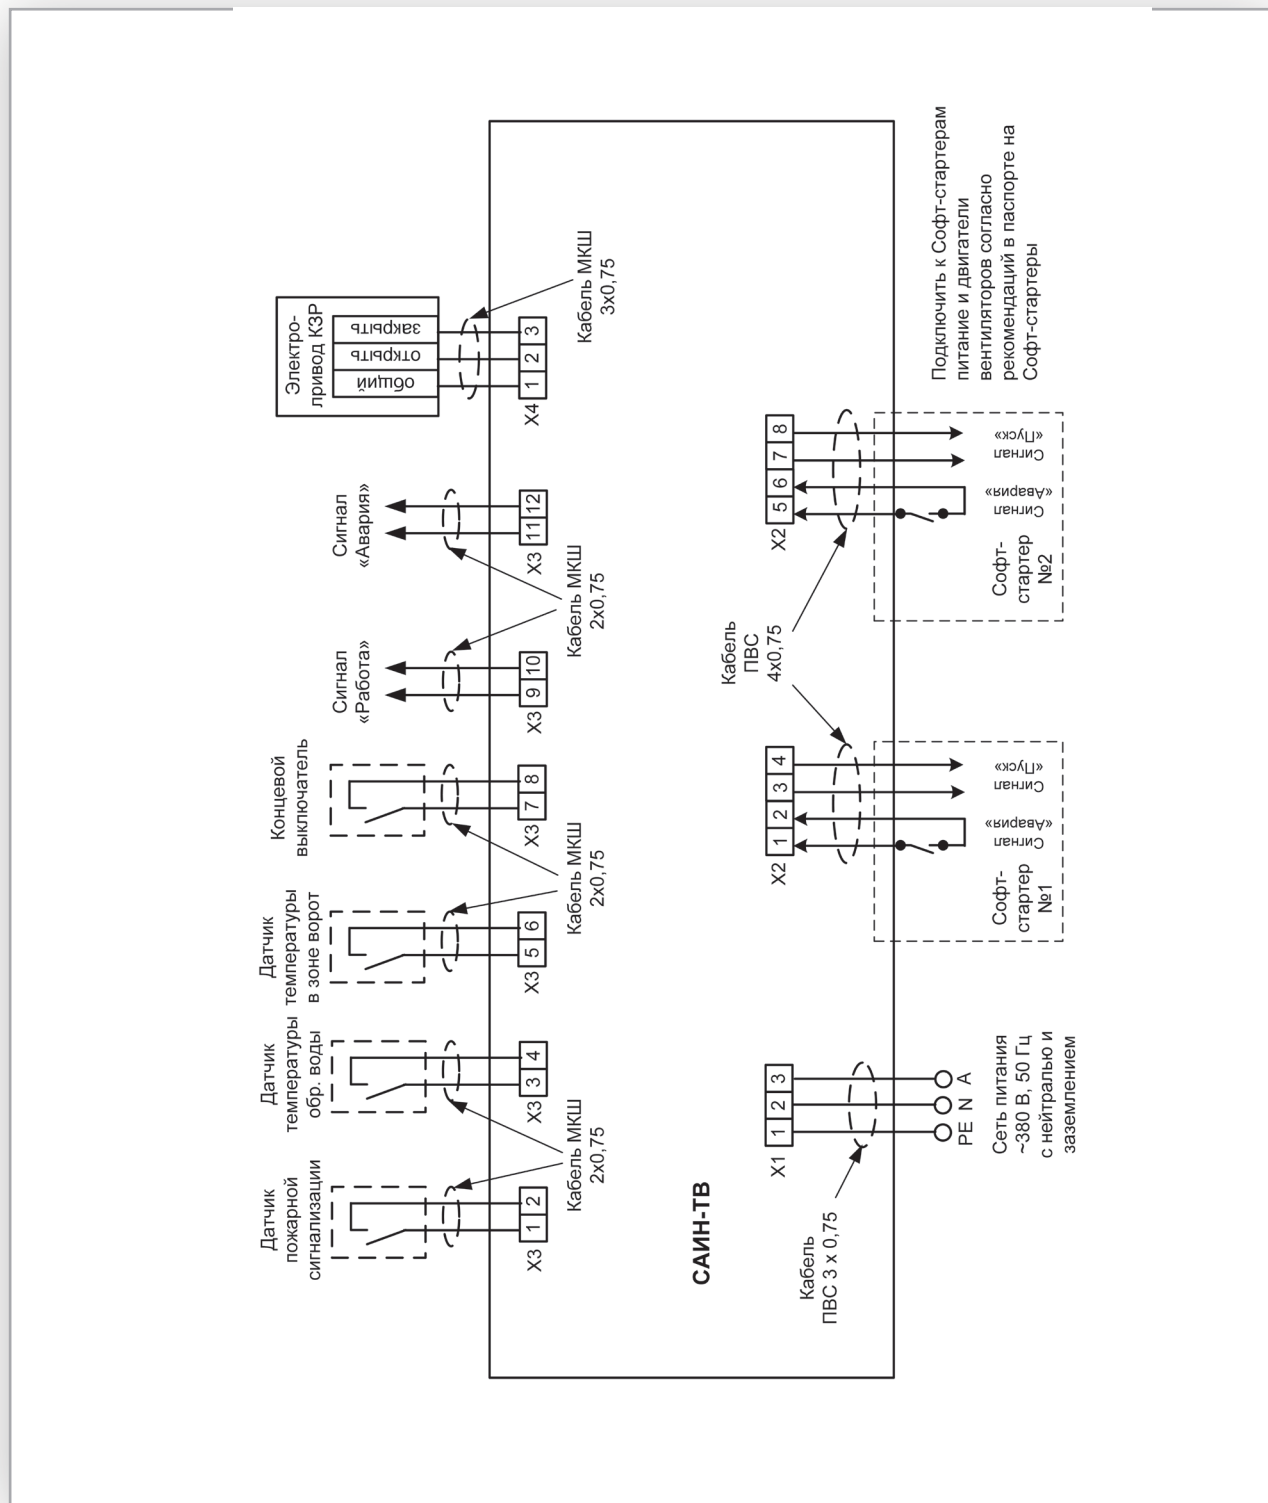 Датчик
пожарной
сигнализации
Датчик
температуры
обр. воды
Датчик
температуры
в зоне ворот
Концевой
выключатель
Сигнал
«Работа»
Сигнал
«Авария»
Электро-
привод КЗР
общий
открыть
закрыть
X3
1
2
X3
3
4
X3
5
6
X3
7
8
X3
9
10
X3
11
12
X4
1
2
3
Кабель МКШ
2х0,75
Кабель МКШ
2х0,75
Кабель МКШ
2х0,75
Кабель МКШ
3х0,75
САИН-ТВ
Кабель
ПВС 3 х 0,75
Кабель
ПВС
4х0,75
X1
1
2
3
X2
1
2
3
4
X2
5
6
7
8
PE
N
A
Сеть питания
~380 В, 50 Гц
с нейтралью и
заземлением
Софт-
стартер
№1
Сигнал
«Авария»
Сигнал
«Пуск»
Софт-
стартер
№2
Сигнал
«Авария»
Сигнал
«Пуск»
Подключить к Софт-стартерам
питание и двигатели
вентиляторов согласно
рекомендаций в паспорте на
Софт-стартеры